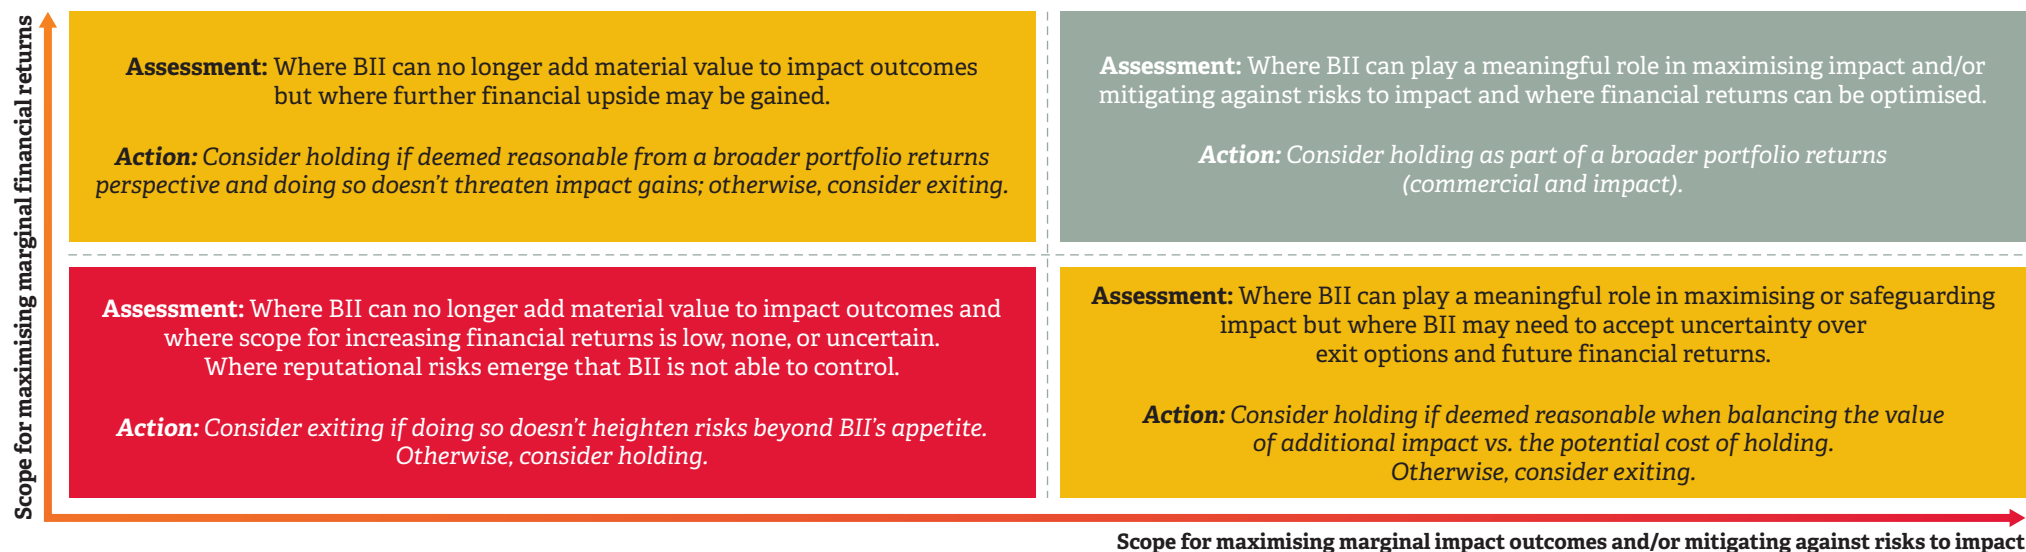 Scope for maximising marginal financial returns
Assessment: Where BII can no longer add material value to impact outcomes
but where further financial upside may be gained.
Action: Consider holding if deemed reasonable from a broader portfolio returns
perspective and doing so doesn’t threaten impact gains; otherwise, consider exiting.
Assessment: Where BII can play a meaningful role in maximising impact and/or
mitigating against risks to impact and where financial returns can be optimised.
Action: Consider holding as part of a broader portfolio returns
(commercial and impact).
Assessment: Where BII can no longer add material value to impact outcomes and
where scope for increasing financial returns is low, none, or uncertain.
Where reputational risks emerge that BII is not able to control.
Action: Consider exiting if doing so doesn’t heighten risks beyond BII’s appetite.
Otherwise, consider holding.
Assessment: Where BII can play a meaningful role in maximising or safeguarding
impact but where BII may need to accept uncertainty over
exit options and future financial returns.
Action: Consider holding if deemed reasonable when balancing the value
of additional impact vs. the potential cost of holding.
Otherwise, consider exiting.
Scope for maximising marginal impact outcomes and/or mitigating against risks to impact